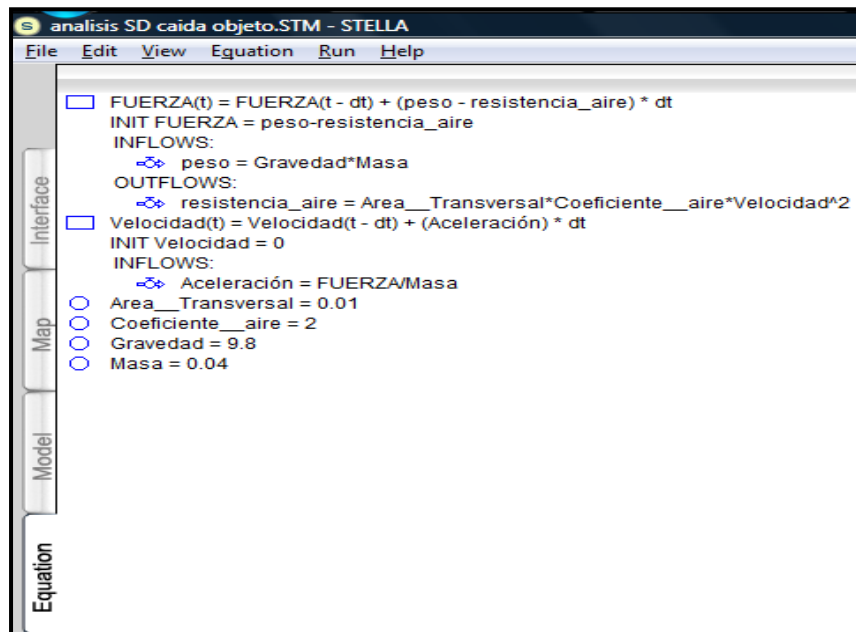 analisis SD caida objeto.STM - STELLA
File Edit View Equation Run Help
FUERZA(t) = FUERZA(t - dt) + (peso - resistencia_aire) * dt
INIT FUERZA = peso-resistencia_aire
INFLOWS:
peso = Gravedad*Masa
OUTFLOWS:
resistencia_aire = Area__Transversal*Coeficiente__aire*Velocidad^2
Velocidad(t) = Velocidad(t - dt) + (Aceleración) * dt
INIT Velocidad = 0
INFLOWS:
Aceleración = FUERZA/Masa
Area__Transversal = 0.01
Coeficiente__aire = 2
Gravedad = 9.8
Masa = 0.04
Interface
Map
Model
Equation